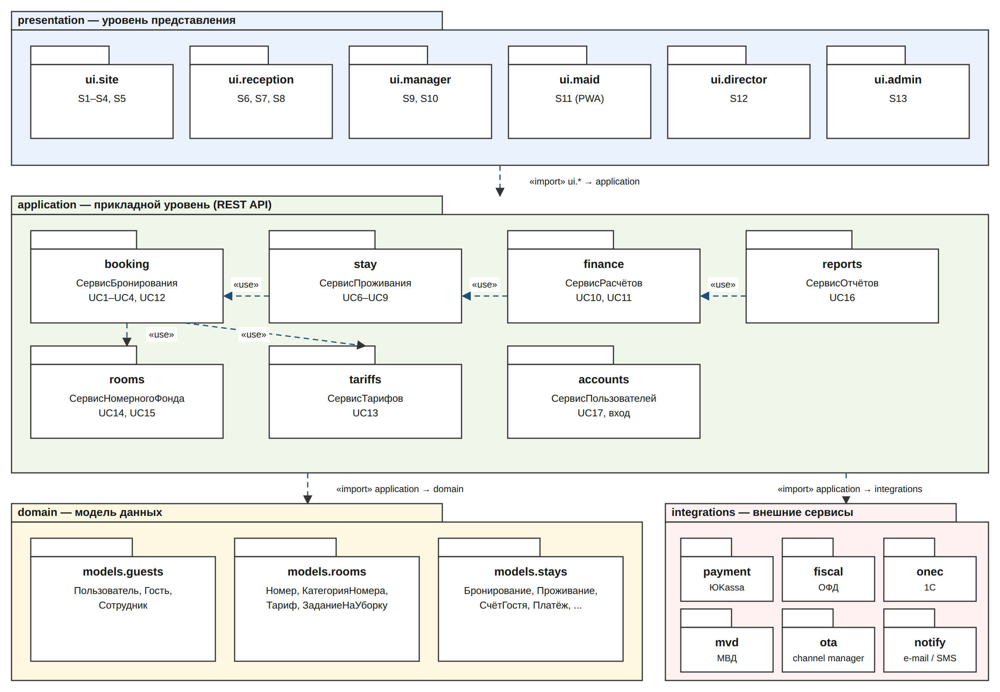 presentation — уровень представления
ui.site
S1–S4, S5
ui.reception
S6, S7, S8
ui.manager
S9, S10
ui.maid
S11 (PWA)
ui.director
S12
ui.admin
S13
«import» ui.* → application
application — прикладной уровень (REST API)
booking
СервисБронирования
UC1–UC4, UC12
«use»
stay
СервисПроживания
UC6–UC9
«use»
finance
СервисРасчётов
UC10, UC11
«use»
reports
СервисОтчётов
UC16
«use»
«use»
rooms
СервисНомерногоФонда
UC14, UC15
tariffs
СервисТарифов
UC13
accounts
СервисПользователей
UC17, вход
«import» application → domain
«import» application → integrations
domain — модель данных
models.guests
Пользователь, Гость,
Сотрудник
models.rooms
Номер, КатегорияНомера,
Тариф, ЗаданиеНаУборку
models.stays
Бронирование, Проживание,
СчётГостя, Платёж, ...
integrations — внешние сервисы
payment
ЮKassa
fiscal
ОФД
onec
1С
mvd
МВД
ota
channel manager
notify
e-mail / SMS